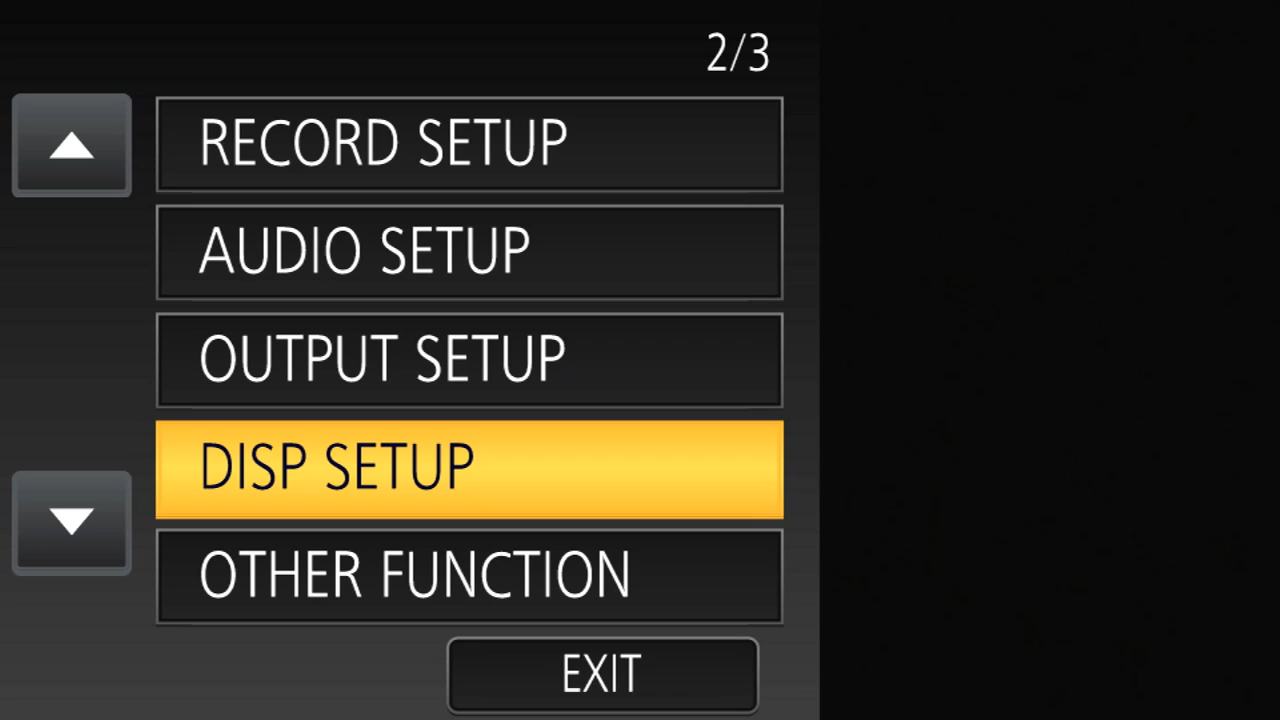 2/3
RECORD SETUP
AUDIO SETUP
OUTPUT SETUP
DISP SETUP
OTHER FUNCTION
EXIT